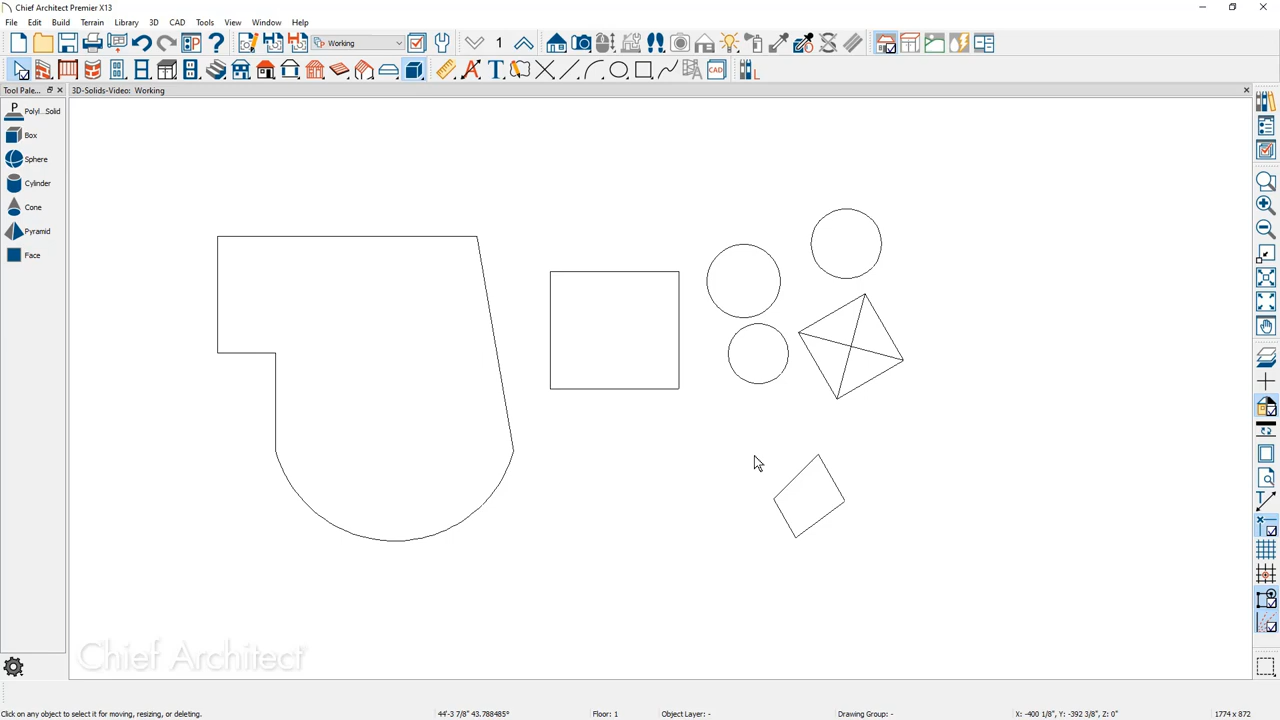 Chief Architect Premier X13
File Edit Build Terrain Library 3D CAD Tools View Window Help
Working 1
CAD L
Tool Pale... 3D-Solids-Video: Working
P Polyl...Solid
Box
Sphere
Cylinder
Cone
Pyramid
Face
Chief Architect
Click on any object to select it for moving, resizing, or deleting. 44'-3 7/8" 43.788485° Floor: 1 Object Layer: - Drawing Group: - X: -400 1/8", Y: -392 3/8", Z: 0" 1774 x 872